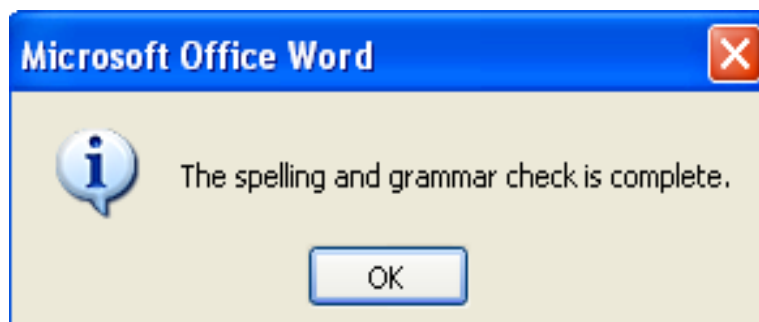 Microsoft Office Word
The spelling and grammar check is complete.
OK